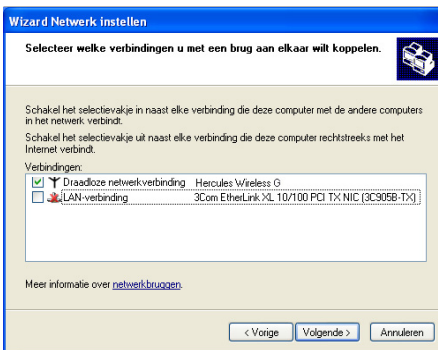 Wizard Netwerk instellen
Selecteer welke verbindingen u met een brug aan elkaar wilt koppelen.
Schakel het selectievakje in naast elke verbinding die deze computer met de andere computers
in het netwerk verbindt.
Schakel het selectievakje uit naast elke verbinding die deze computer rechtstreeks met het
Internet verbindt.
Verbindingen:
Draadloze netwerkverbinding Hercules Wireless G
LAN-verbinding 3Com EtherLink XL 10/100 PCI TX NIC (3C905B-TX)
Meer informatie over netwerkbruggen.
< Vorige Volgende > Annuleren